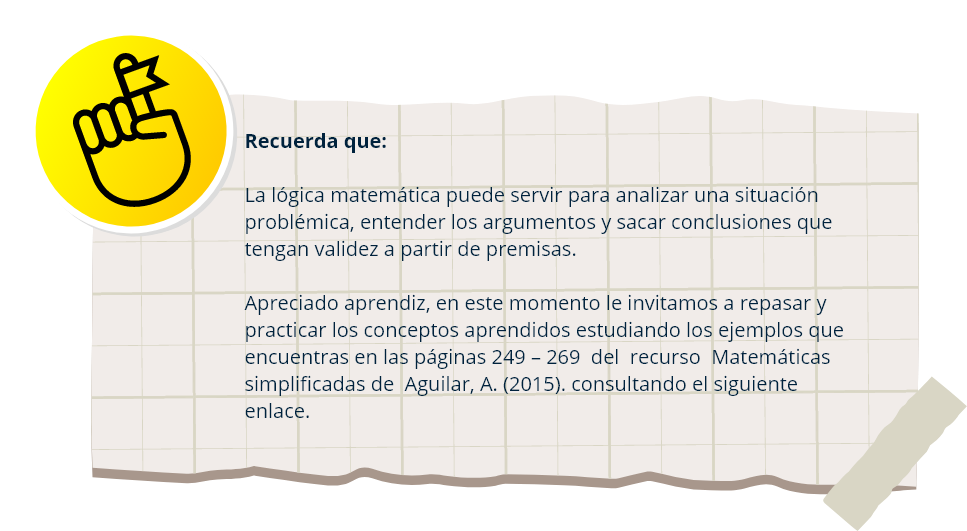 Recuerda que:
La lógica matemática puede servir para analizar una situación
problémica, entender los argumentos y sacar conclusiones que
tengan validez a partir de premisas.
Apreciado aprendiz, en este momento le invitamos a repasar y
practicar los conceptos aprendidos estudiando los ejemplos que
encuentras en las páginas 249 – 269  del  recurso  Matemáticas
simplificadas de  Aguilar, A. (2015). consultando el siguiente
enlace.